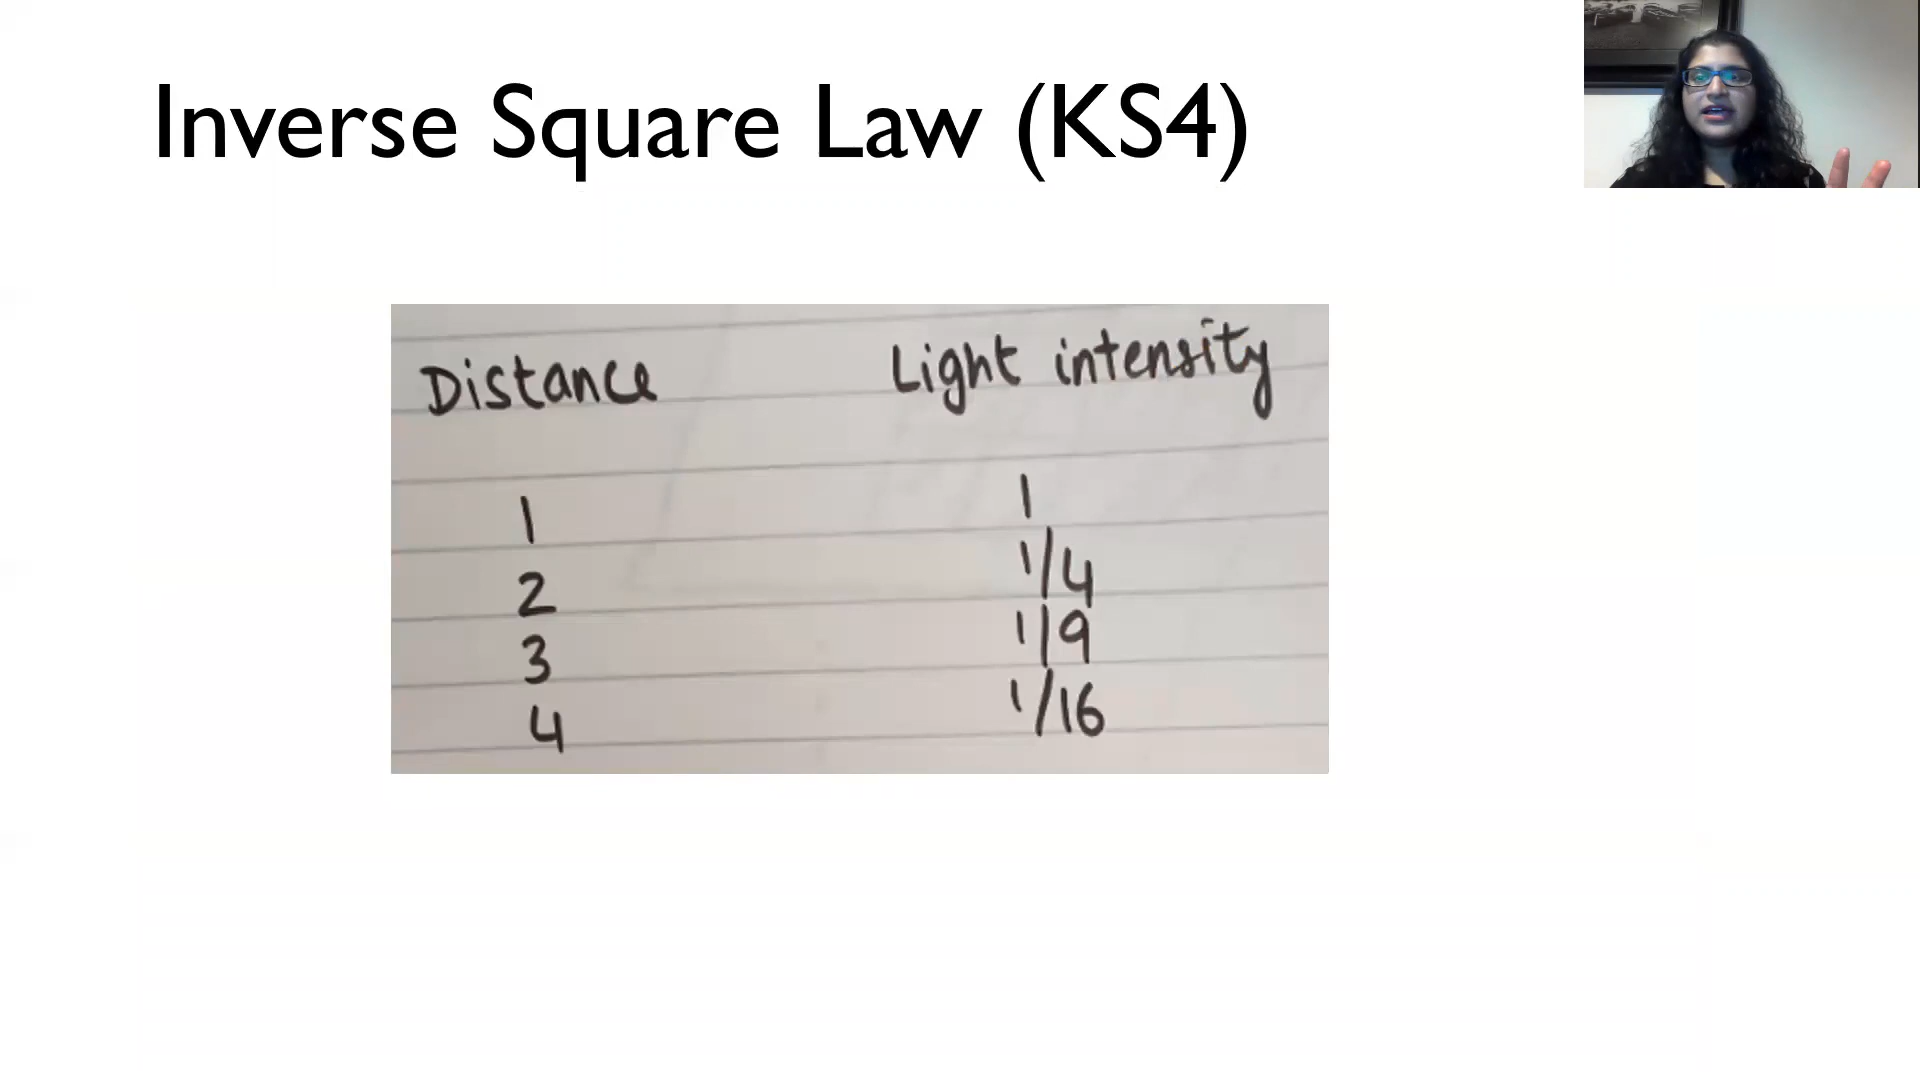 Inverse Square Law (KS4)
Distance Light intensity
1 1
2 1/4
3 1/9
4 1/16